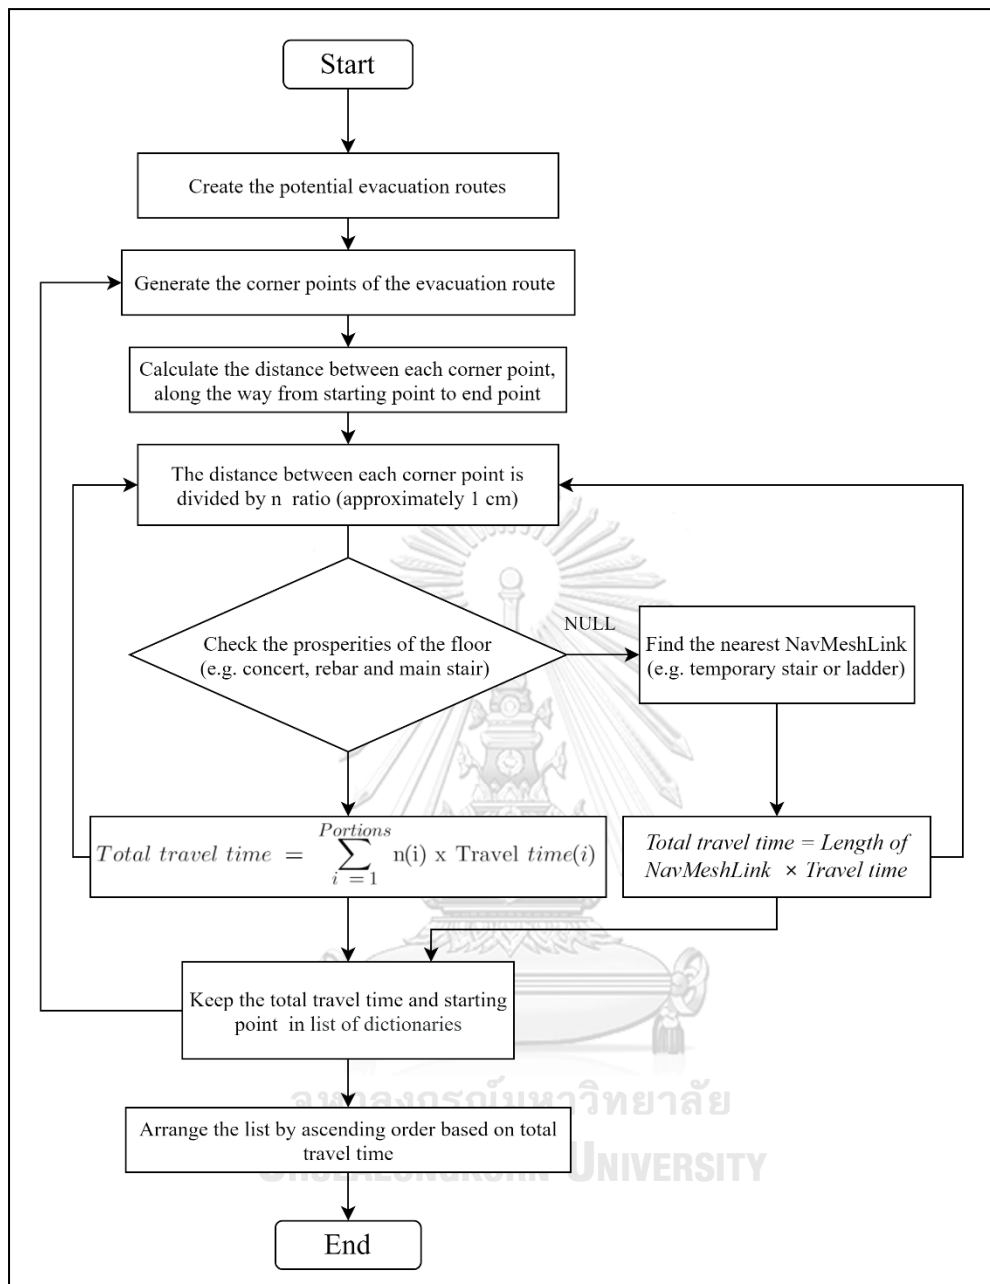 Start
Create the potential evacuation routes
Generate the corner points of the evacuation route
Calculate the distance between each corner point,
along the way from starting point to end point
The distance between each corner point is
divided by n ratio (approximately 1 cm)
Check the prosperities of the floor
(e.g. concert, rebar and main stair)
NULL
Find the nearest NavMeshLink
(e.g. temporary stair or ladder)
Total travel time = \sum_{i = 1}^{Portions} n(i) x Travel time(i)
Total travel time = Length of
NavMeshLink × Travel time
Keep the total travel time and starting
point in list of dictionaries
จุฬาลงกรณ์มหาวิทยาลัย
Arrange the list by ascending order based on total
travel time
CHULALONGKORN UNIVERSITY
End